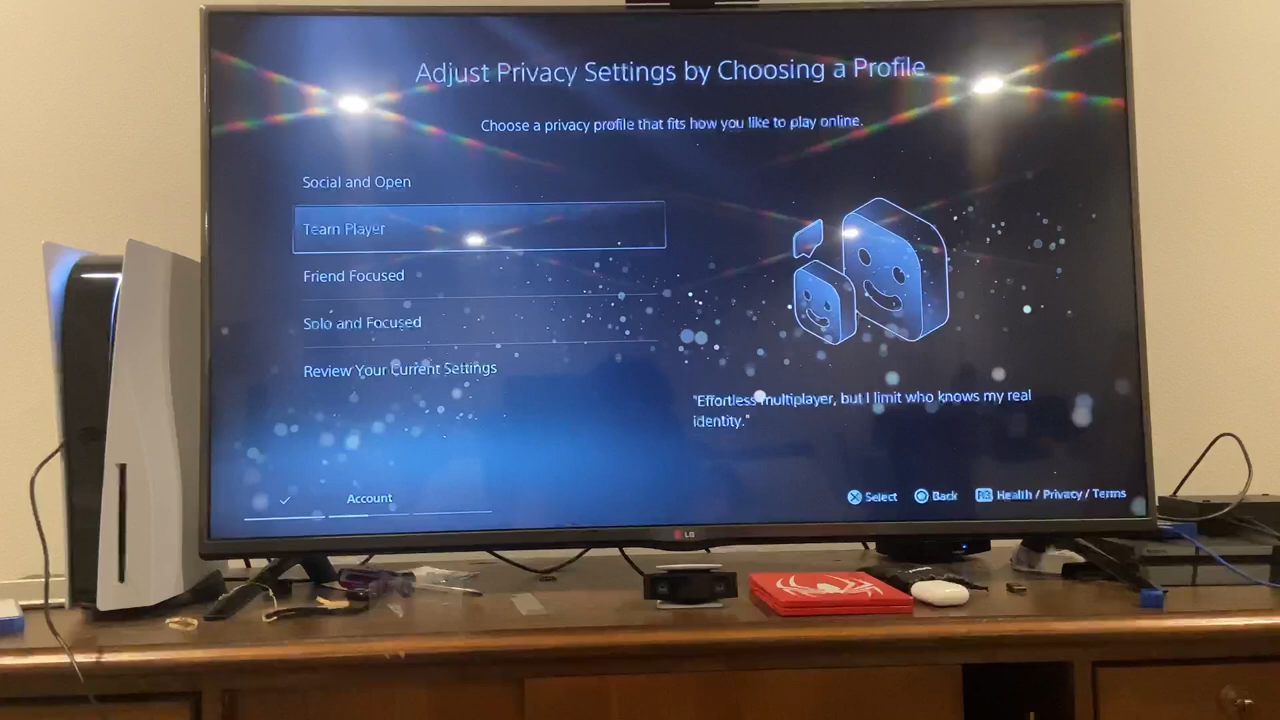 Adjust Privacy Settings by Choosing a Profile
Choose a privacy profile that fits how you like to play online.
Social and Open
Team Player
Friend Focused
Solo and Focused
Review Your Current Settings
"Effortless multiplayer, but I limit who knows my real
identity."
Account
Select
Back
R3 Health / Privacy / Terms
LG